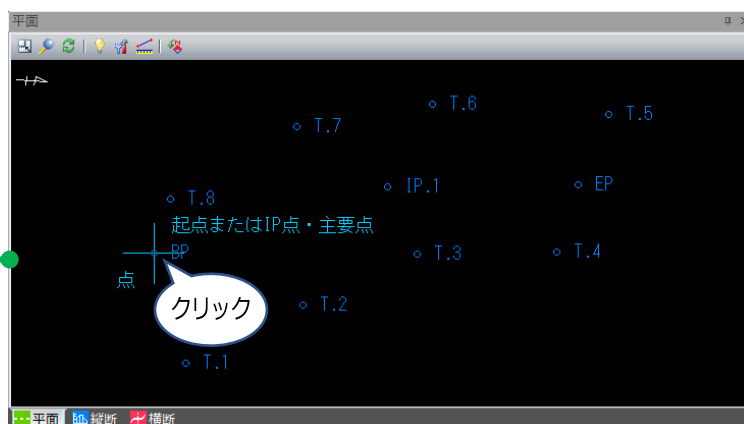 平面
T.6
T.5
T.7
IP.1
EP
T.8
起点またはIP点・主要点
BP
T.3
T.4
点
クリック
T.2
T.1
平面 縦断 横断